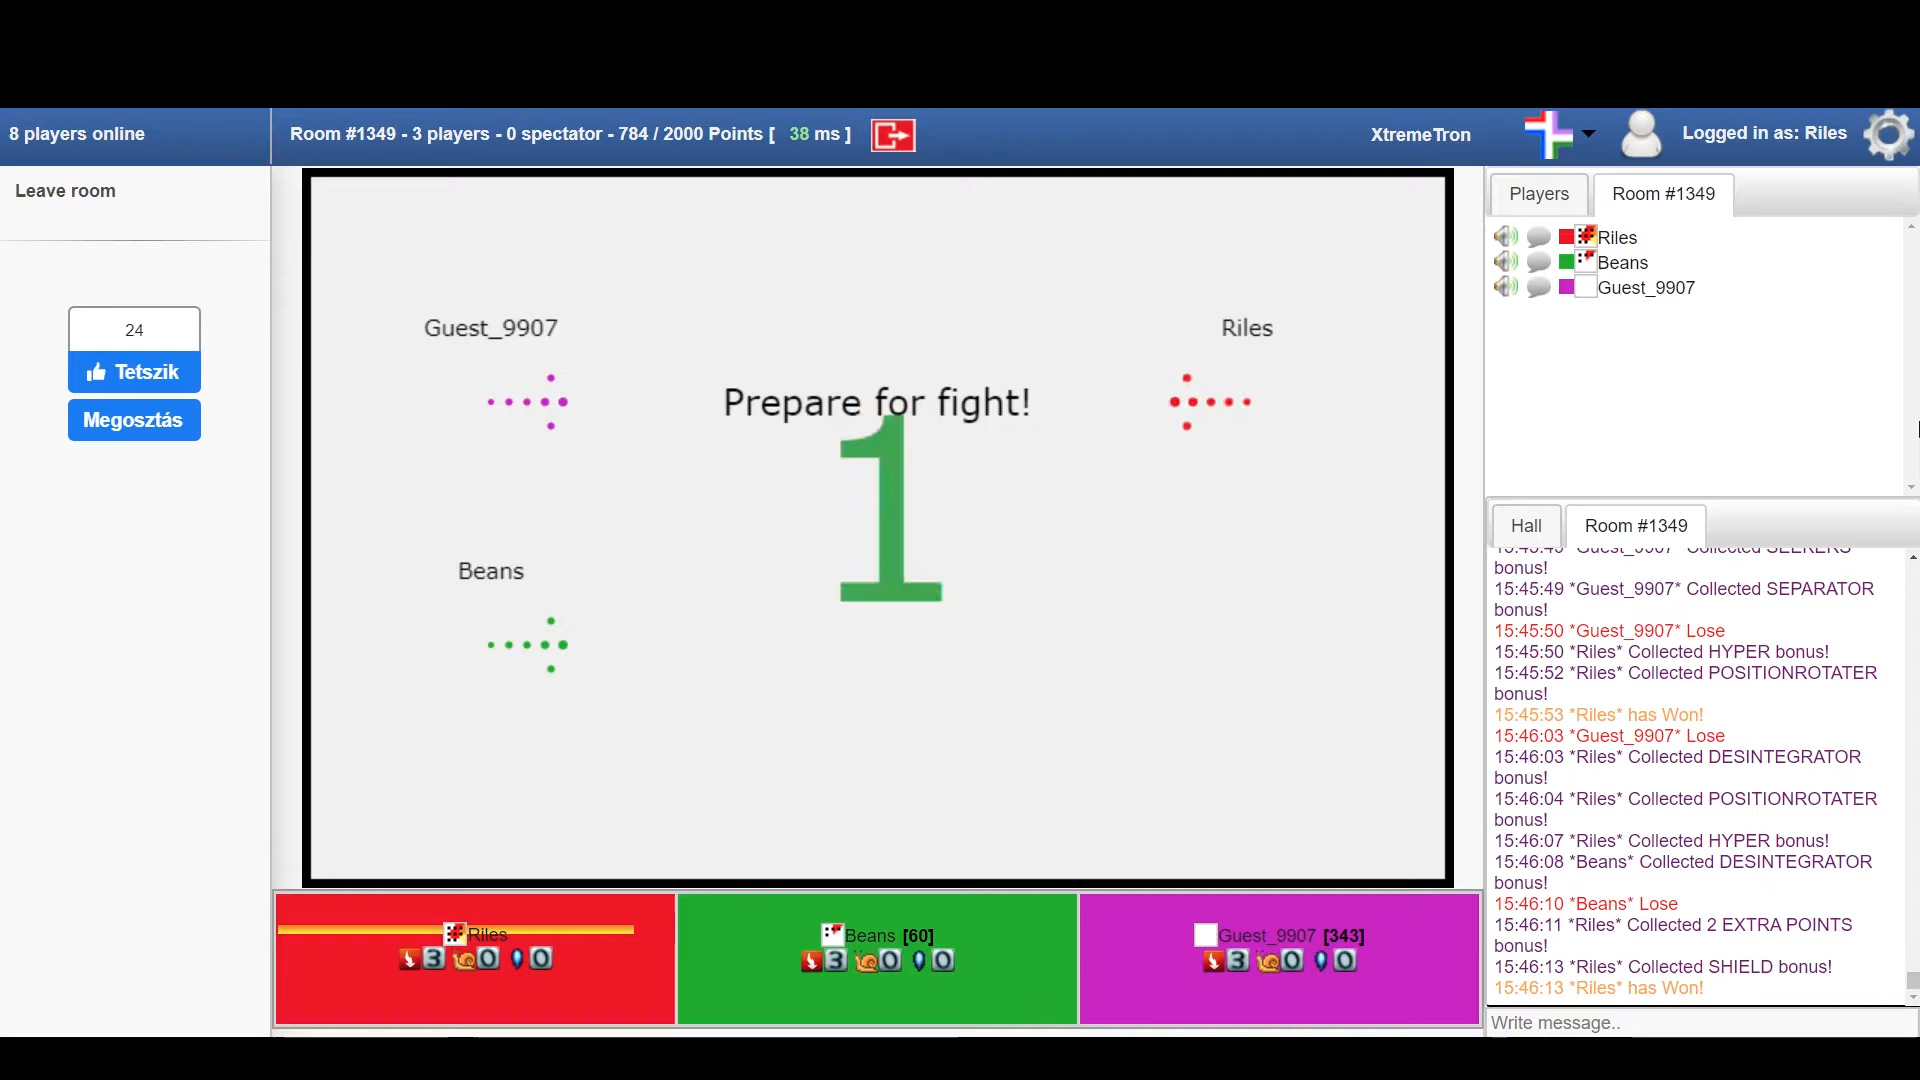 8 players online
Room #1349 - 3 players - 0 spectator - 784 / 2000 Points [ 38 ms ]
XtremeTron
Logged in as: Riles
Leave room
24
Tetszik
Megosztás
Guest_9907
Riles
Prepare for fight!
1
Beans
Players
Room #1349
Riles
Beans
Guest_9907
Hall
Room #1349
15:45:49 *Guest_9907* Collected SEEKERS
bonus!
15:45:49 *Guest_9907* Collected SEPARATOR
bonus!
15:45:50 *Guest_9907* Lose
15:45:50 *Riles* Collected HYPER bonus!
15:45:52 *Riles* Collected POSITIONROTATER
bonus!
15:45:53 *Riles* has Won!
15:46:03 *Guest_9907* Lose
15:46:03 *Riles* Collected DESINTEGRATOR
bonus!
15:46:04 *Riles* Collected POSITIONROTATER
bonus!
15:46:07 *Riles* Collected HYPER bonus!
15:46:08 *Beans* Collected DESINTEGRATOR
bonus!
15:46:10 *Beans* Lose
15:46:11 *Riles* Collected 2 EXTRA POINTS
bonus!
15:46:13 *Riles* Collected SHIELD bonus!
15:46:13 *Riles* has Won!
Write message..
Riles
3 0 0
Beans [60]
3 0 0
Guest_9907 [343]
3 0 0